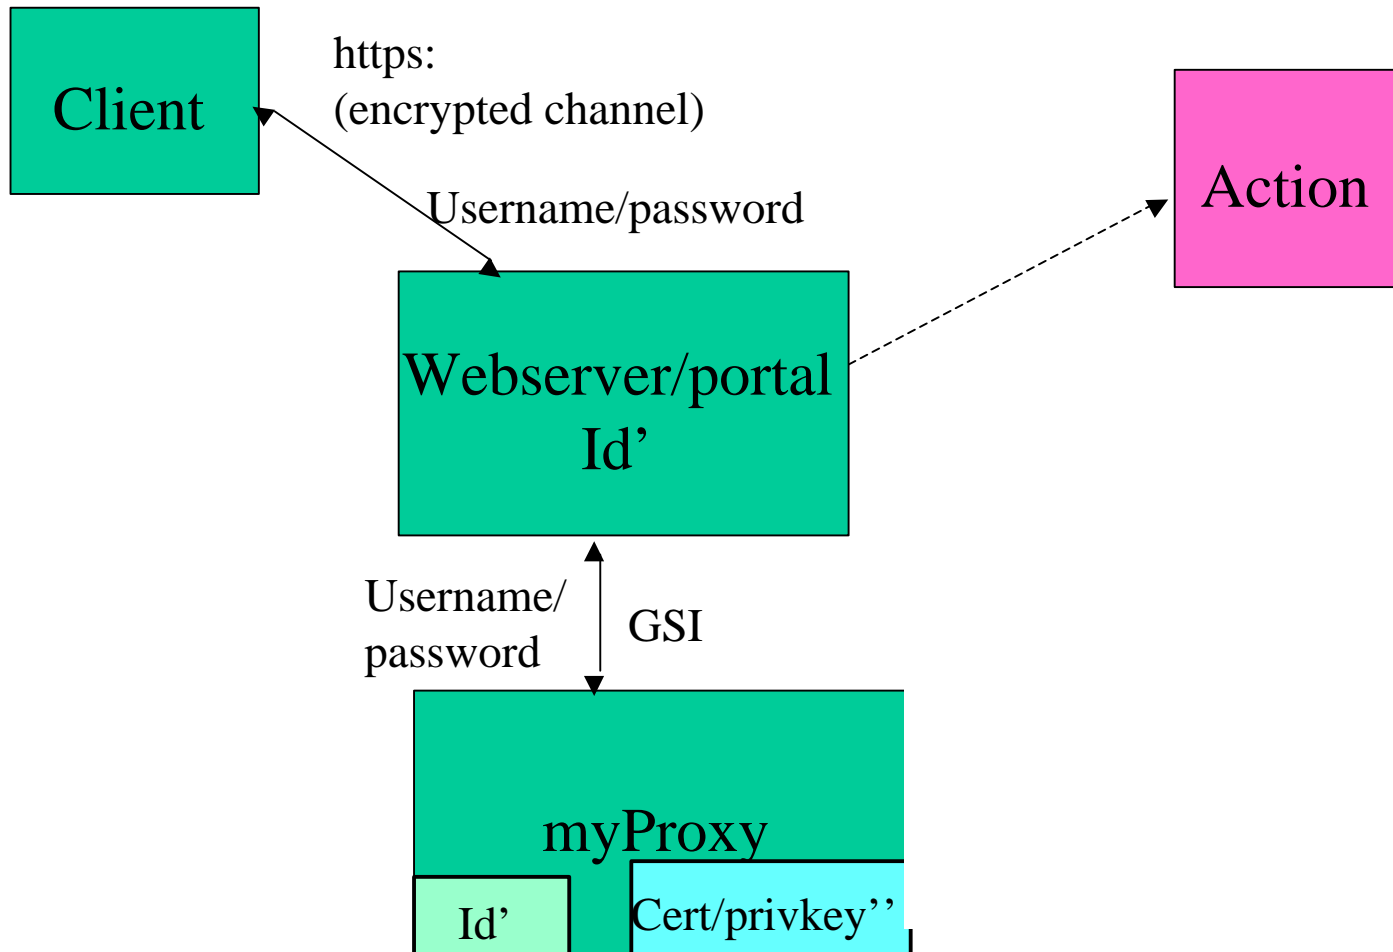 Client
https:
(encrypted channel)
Username/password
Action
Webserver/portal
Id’
Username/
password
GSI
myProxy
Id’
Cert/privkey’’